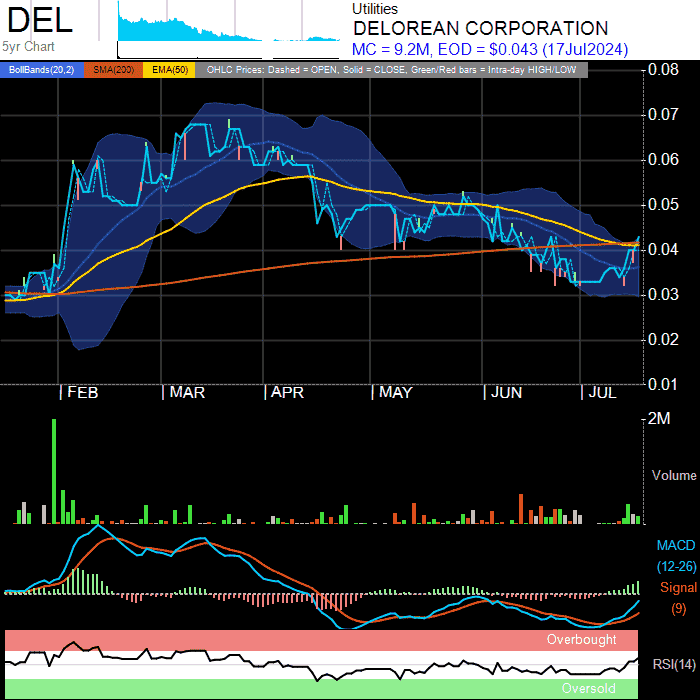 DEL
5yr Chart
Utilities
DELOREAN CORPORATION
MC = 9.2M, EOD = $0.043 (17Jul2024)
BollBands(20,2) SMA(200) EMA(50) OHLC Prices: Dashed = OPEN, Solid = CLOSE, Green/Red bars = Intra-day HIGH/LOW
0.08
0.07
0.06
0.05
0.04
0.03
0.02
0.01
FEB MAR APR MAY JUN JUL
2M
Volume
MACD
(12-26)
Signal
(9)
Overbought
RSI(14)
Oversold